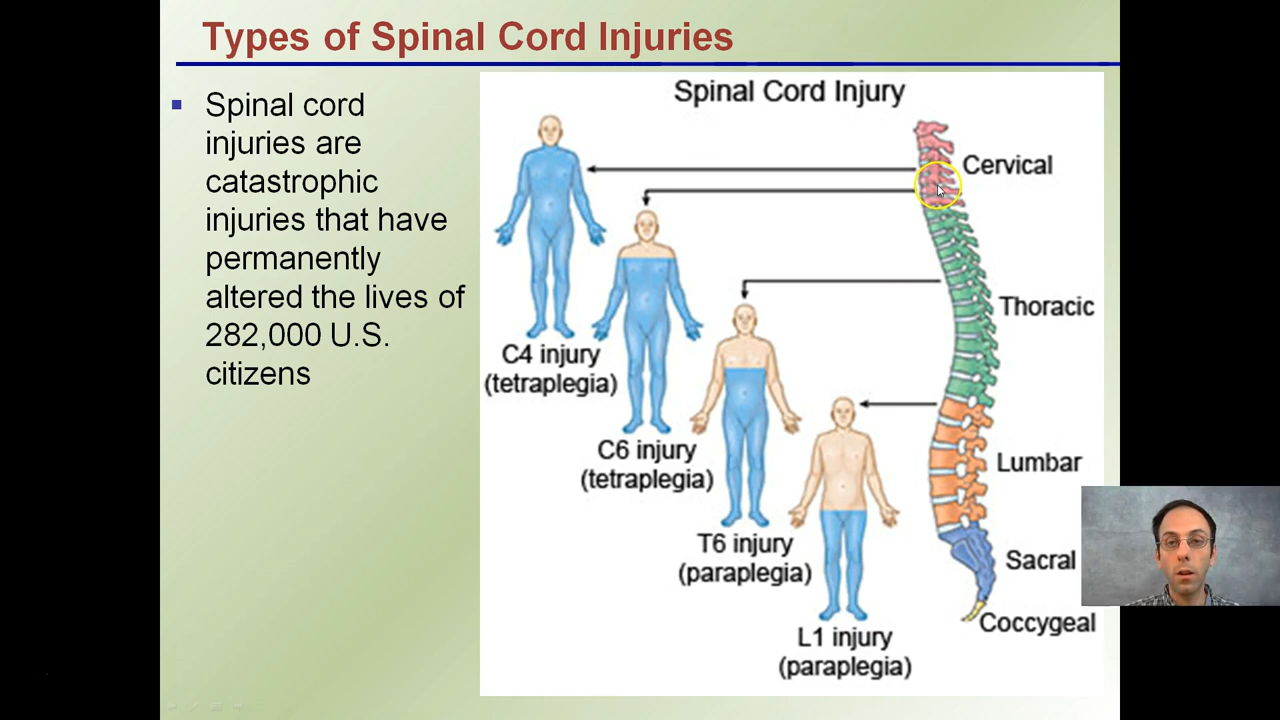 Types of Spinal Cord Injuries
Spinal cord
injuries are
catastrophic
injuries that have
permanently
altered the lives of
282,000 U.S.
citizens
Spinal Cord Injury
Cervical
Thoracic
Lumbar
Sacral
Coccygeal
C4 injury
(tetraplegia)
C6 injury
(tetraplegia)
T6 injury
(paraplegia)
L1 injury
(paraplegia)